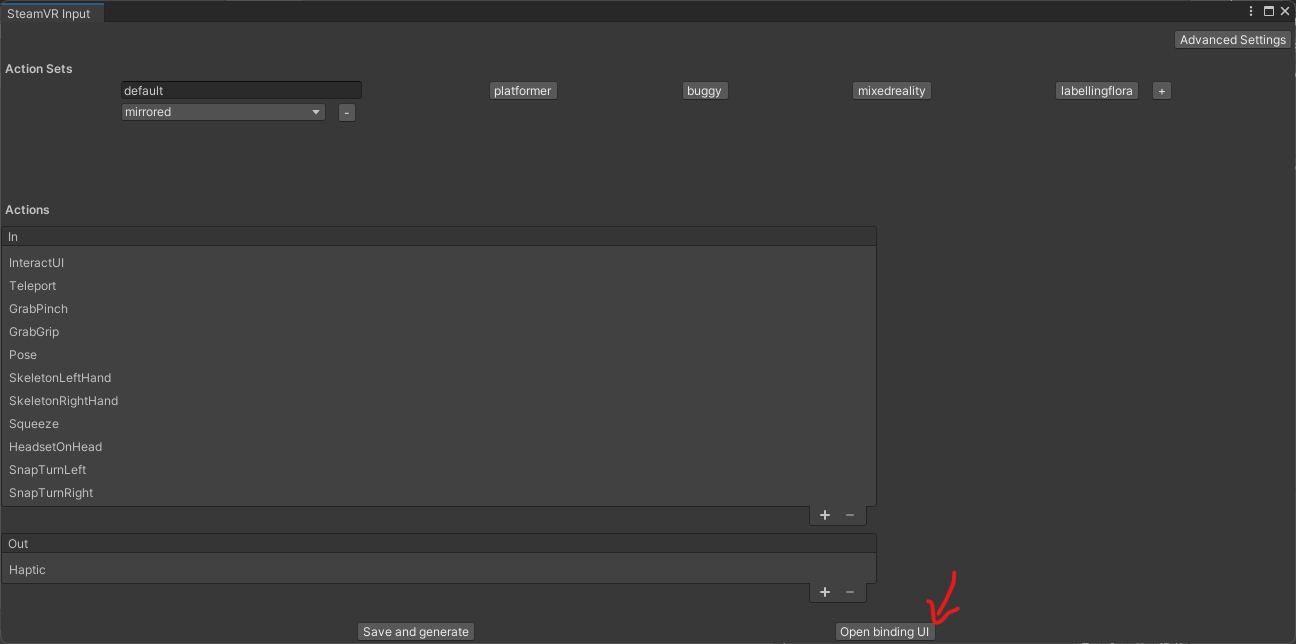 SteamVR Input
Advanced Settings
Action Sets
default platformer buggy mixedreality labellingflora +
mirrored -
Actions
In
InteractUI
Teleport
GrabPinch
GrabGrip
Pose
SkeletonLeftHand
SkeletonRightHand
Squeeze
HeadsetOnHead
SnapTurnLeft
SnapTurnRight
+ -
Out
Haptic
+ -
Save and generate Open binding UI